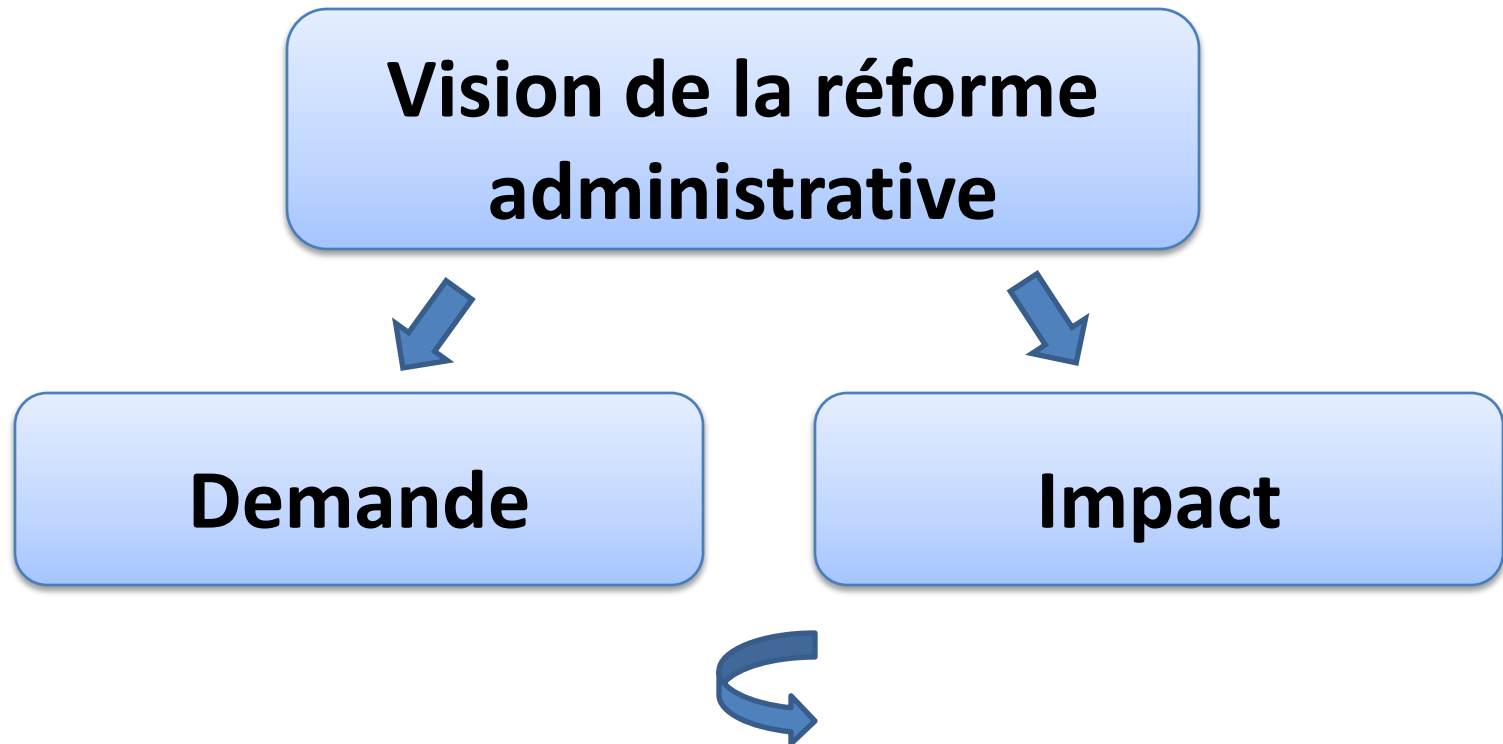 Vision de la réforme
administrative
Demande
Impact